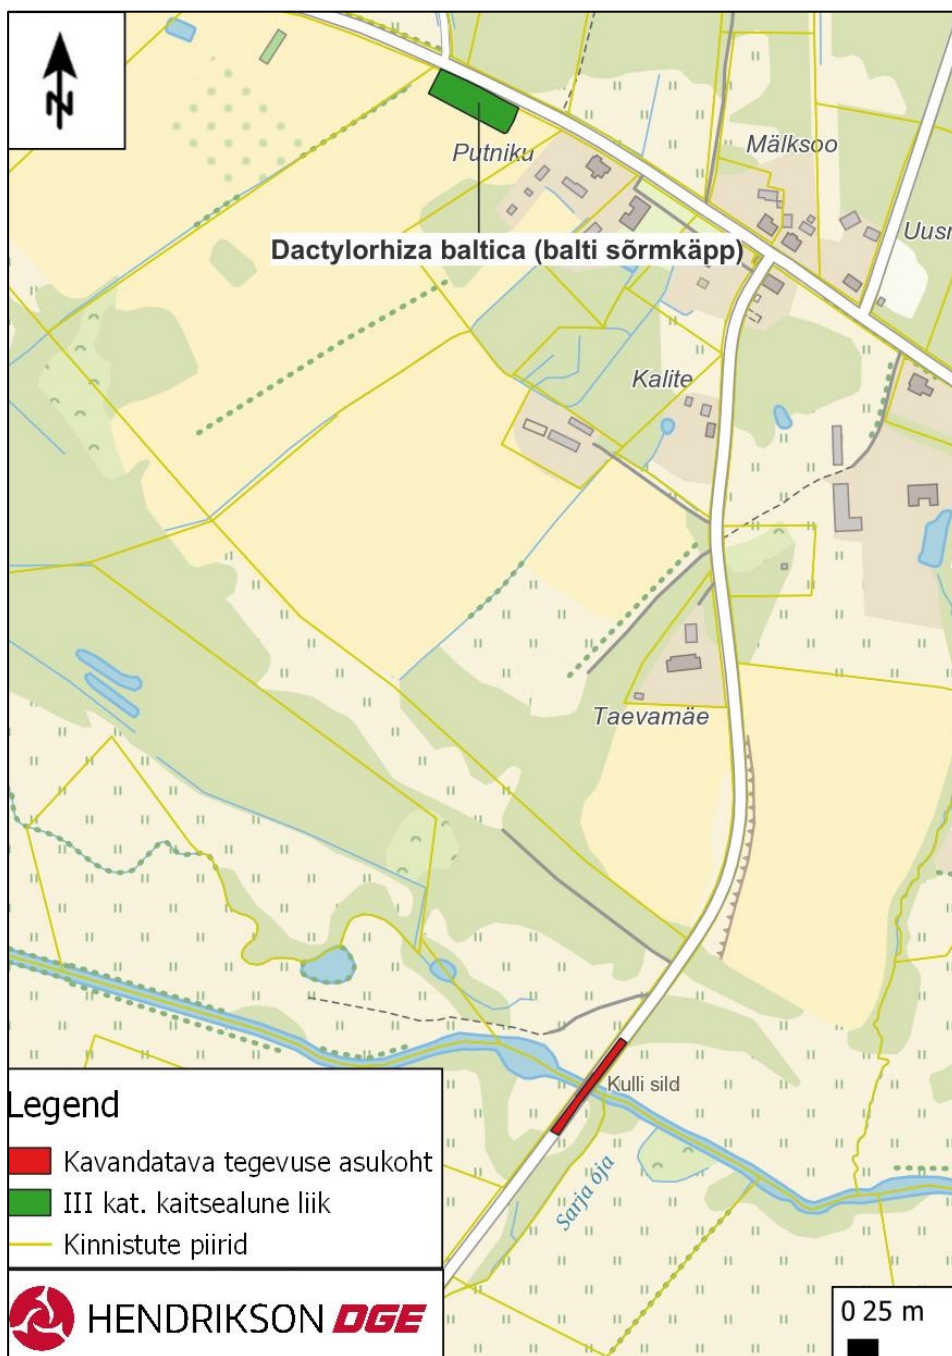 N
Putniku
Mälksoo
Dactylorhiza baltica (balti sõrmkäpp)
Kalite
Taevamäe
Kulli sild
Sarja oja
Legend
Kavandatava tegevuse asukoht
III kat. kaitsealune liik
Kinnistute piirid
HENDRIKSON DGE
0 25 m